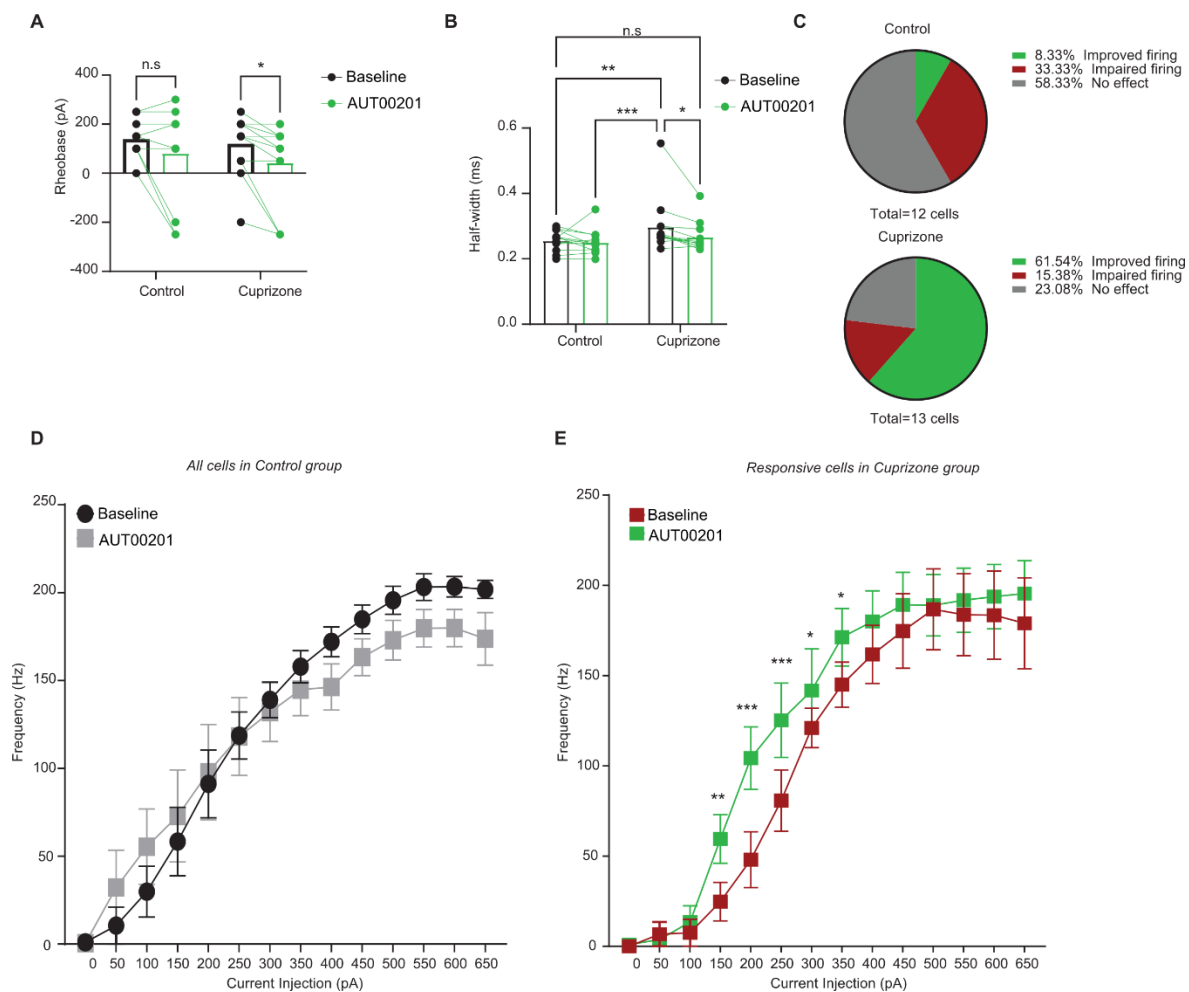 A
n.s
*
Baseline
AUT00201
400
200
0
-200
-400
Rheobase (pA)
Control
Cuprizone
B
n.s
**
***
*
Baseline
AUT00201
0.6
0.4
0.2
0.0
Half-width (ms)
Control
Cuprizone
C
Control
8.33% Improved firing
33.33% Impaired firing
58.33% No effect
Total=12 cells
Cuprizone
61.54% Improved firing
15.38% Impaired firing
23.08% No effect
Total=13 cells
D
All cells in Control group
Baseline
AUT00201
250
200
150
100
50
0
Frequency (Hz)
0 50 100 150 200 250 300 350 400 450 500 550 600 650
Current Injection (pA)
E
Responsive cells in Cuprizone group
Baseline
AUT00201
250
200
150
100
50
0
Frequency (Hz)
**
***
***
*
*
0 50 100 150 200 250 300 350 400 450 500 550 600 650
Current Injection (pA)